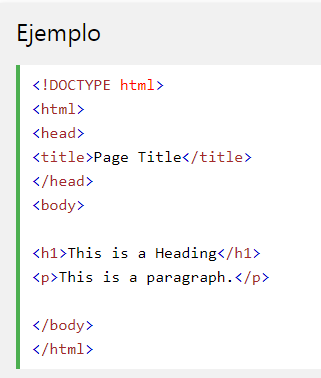 Ejemplo
<!DOCTYPE html>
<html>
<head>
<title>Page Title</title>
</head>
<body>
<h1>This is a Heading</h1>
<p>This is a paragraph.</p>
</body>
</html>